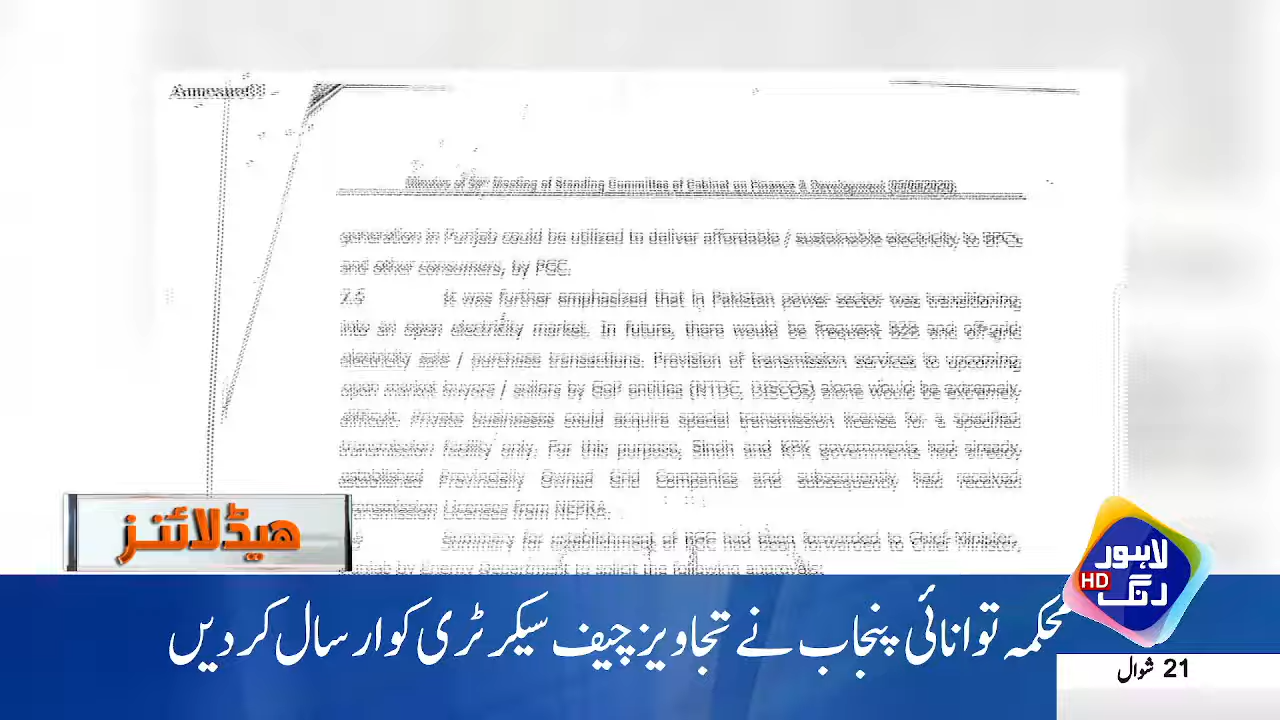 Annexure
Minutes of Meeting of Standing Committee of Cabinet on Finance & Development
generation in Punjab could be utilized to deliver affordable / sustainable electricity to BPCs
and other consumers, by PGC.
2.5 It was further emphasized that in Pakistan power sector was transitioning
into an open electricity market. In future, there would be frequent B2B and off-grid
electricity sale / purchase transactions. Provision of transmission services to upcoming
open market buyers / sellers by GoP entities (NTDC, DISCOs) alone would be extremely
difficult. Private businesses could acquire special transmission license for a specified
transmission facility only. For this purpose, Sindh and KPK governments had already
established Provincially Owned Grid Companies and subsequently had received
transmission Licenses from NEPRA.
Summary for establishment of PGC had been forwarded to Chief Minister,
by Energy Department to solicit the following approvals:
ہیڈلائنز
لاہور
رنگ
HD
محکمہ توانائی پنجاب نے تجاویز چیف سیکرٹری کو ارسال کر دیں
21 شوال